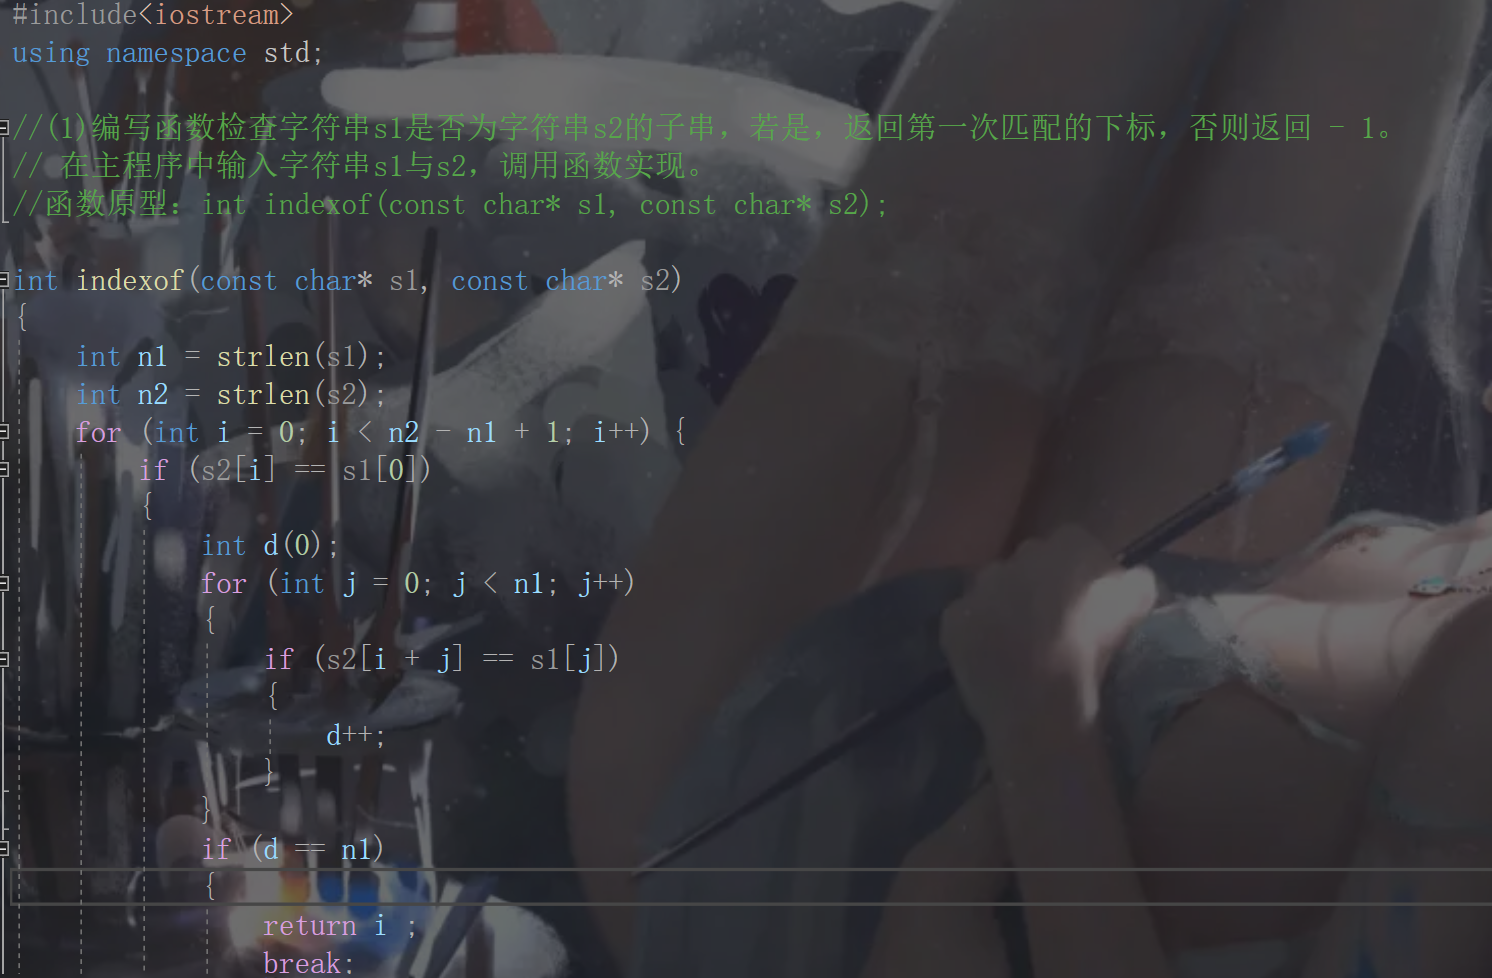 #include<iostream>
using namespace std;
//(1)编写函数检查字符串s1是否为字符串s2的子串，若是，返回第一次匹配的下标，否则返回 - 1。
// 在主程序中输入字符串s1与s2，调用函数实现。
//函数原型：int indexof(const char* s1, const char* s2);
int indexof(const char* s1, const char* s2)
{
int n1 = strlen(s1);
int n2 = strlen(s2);
for (int i = 0; i < n2 - n1 + 1; i++) {
if (s2[i] == s1[0])
{
int d(0);
for (int j = 0; j < n1; j++)
{
if (s2[i + j] == s1[j])
{
d++;
}
}
if (d == n1)
{
return i ;
break;